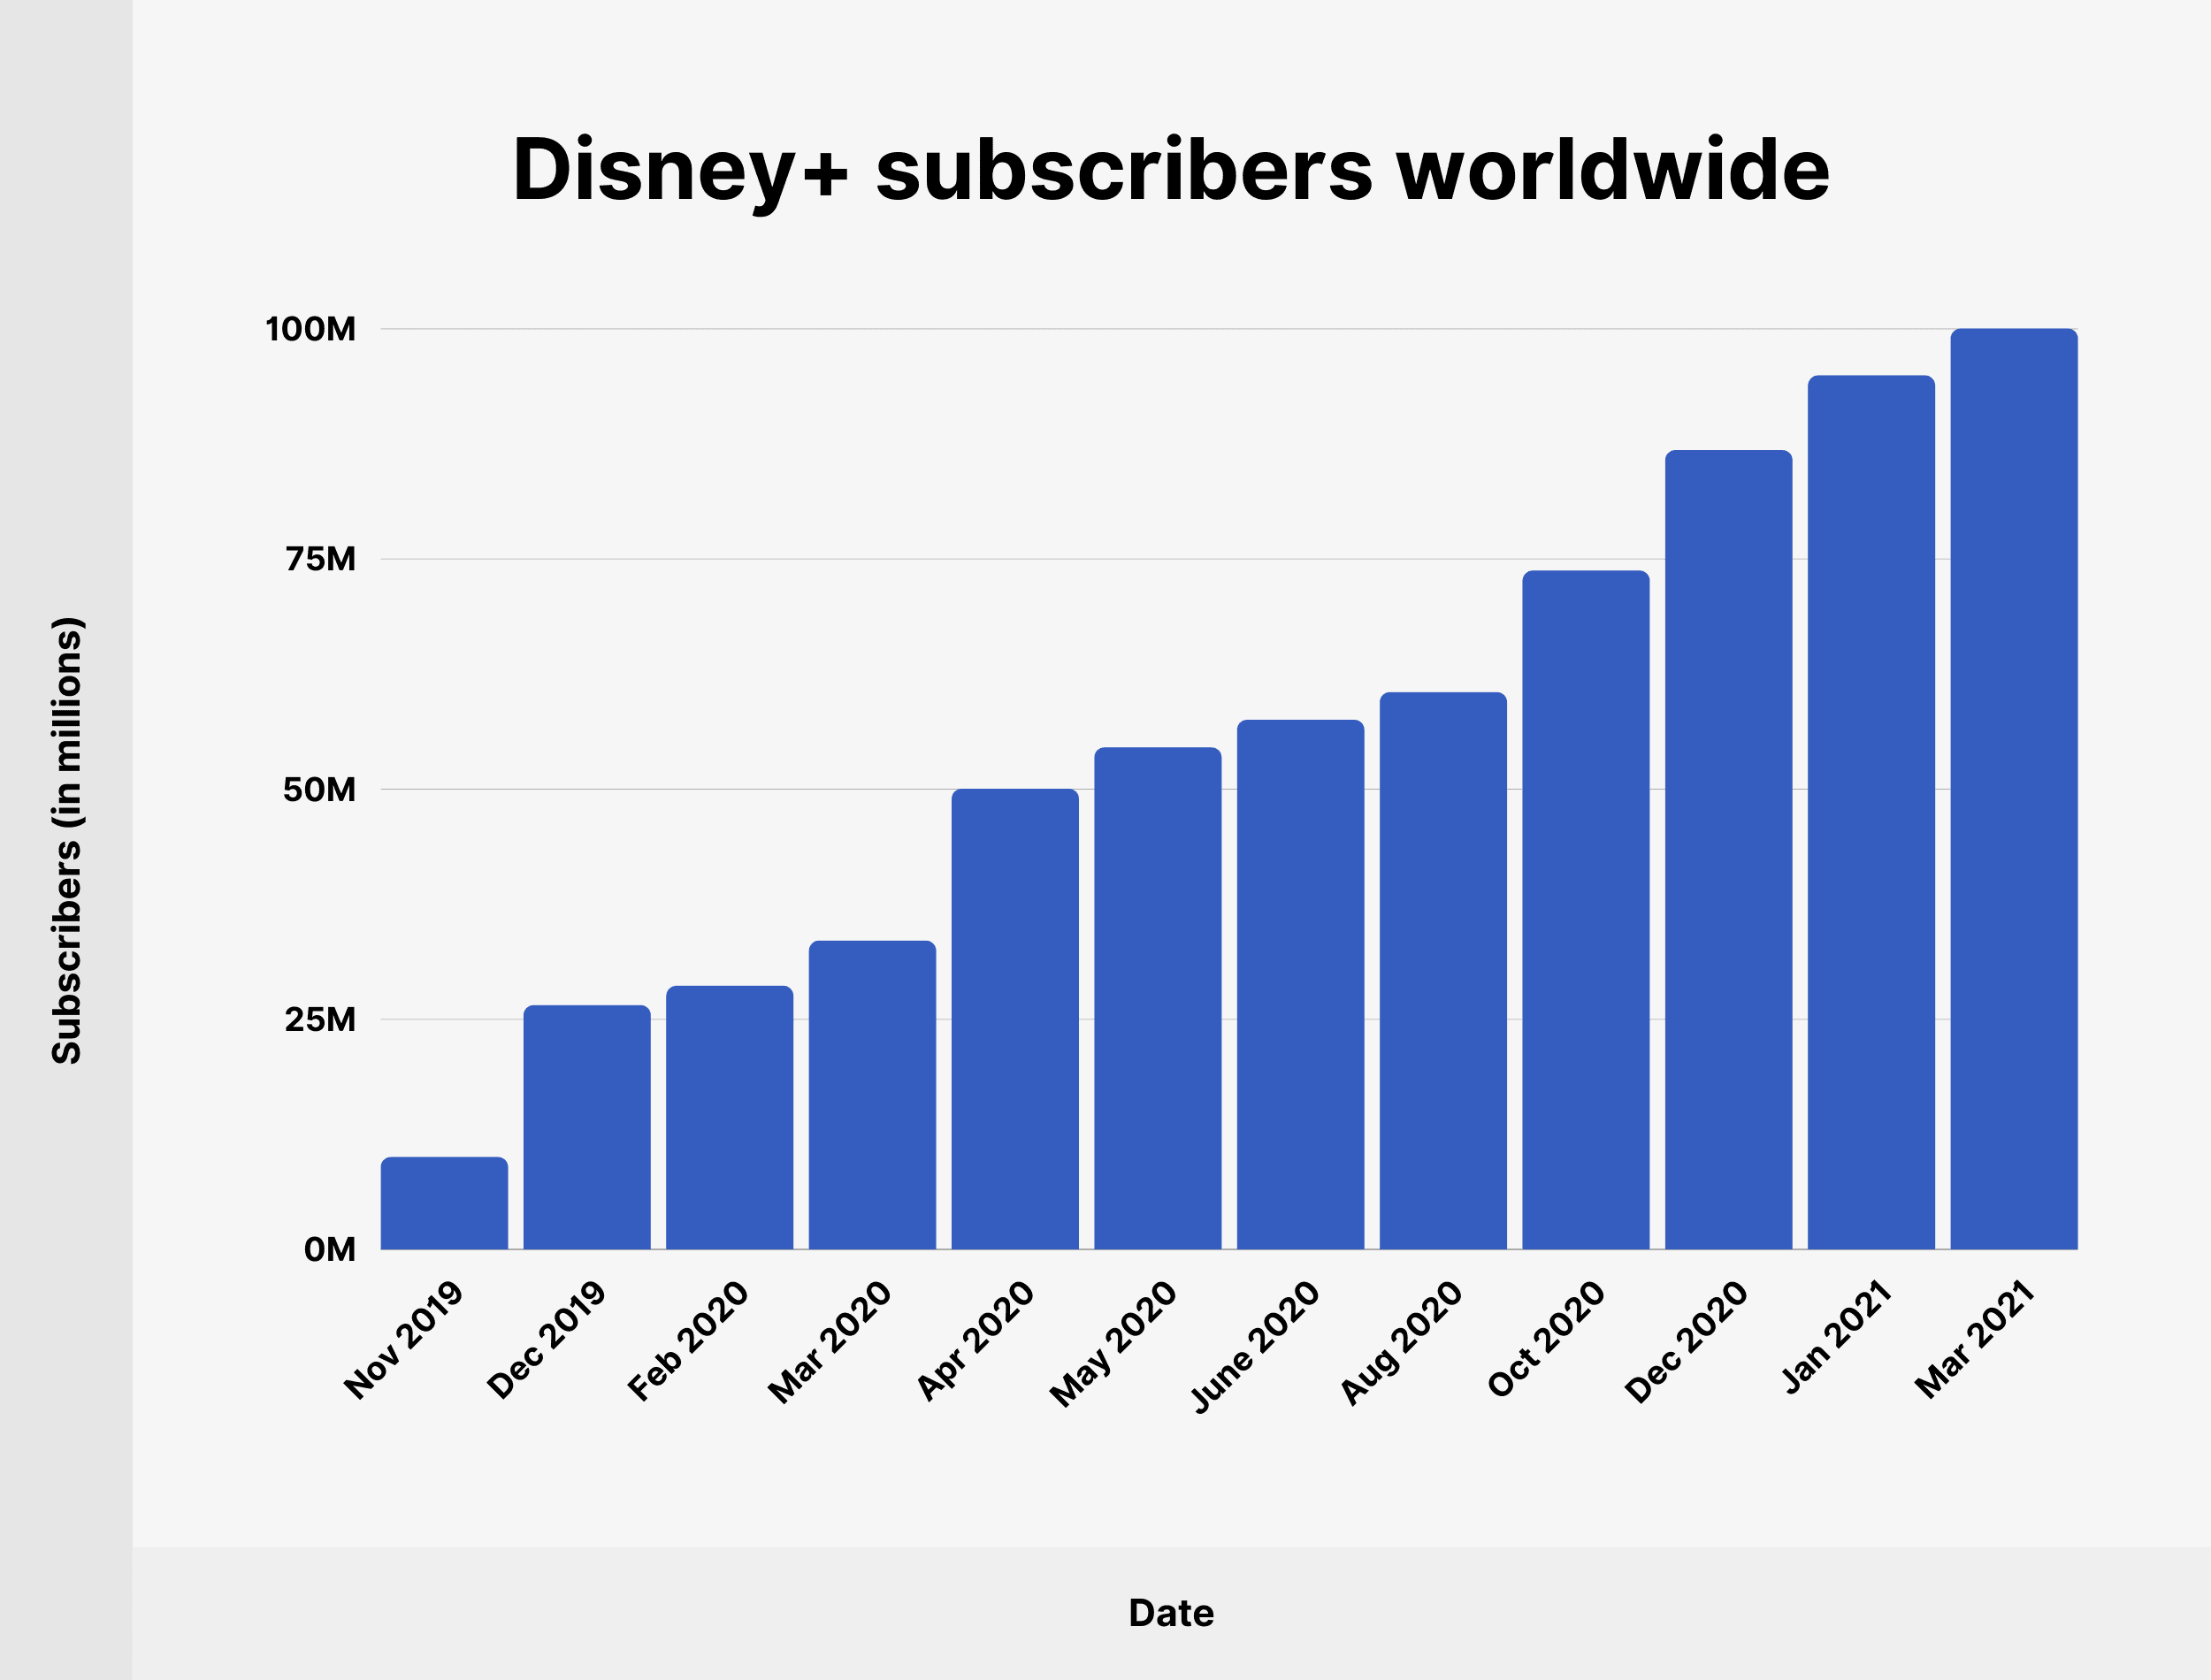 Disney+ subscribers worldwide
Subscribers (in millions)
100M
75M
50M
25M
0M
Nov 2019
Dec 2019
Feb 2020
Mar 2020
Apr 2020
May 2020
June 2020
Aug 2020
Oct 2020
Dec 2020
Jan 2021
Mar 2021
Date